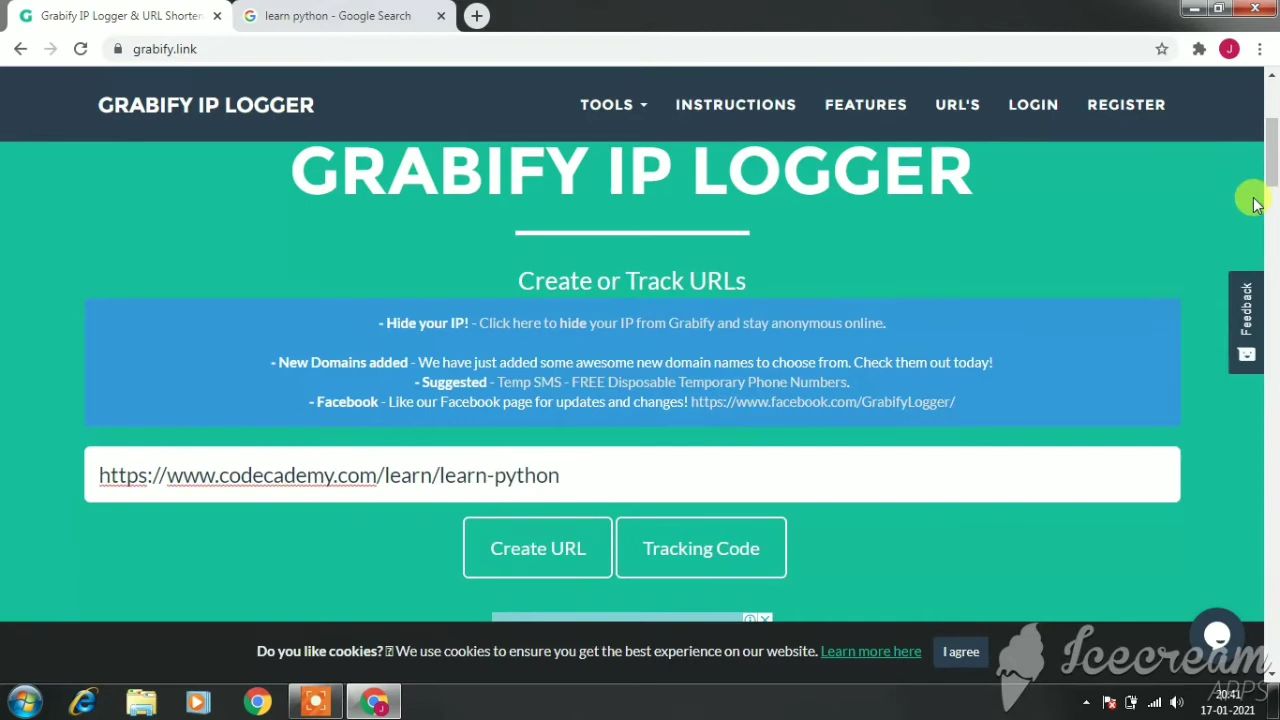 Grabify IP Logger & URL Shorten
learn python - Google Search
grabify.link
J
GRABIFY IP LOGGER
TOOLS
INSTRUCTIONS
FEATURES
URL'S
LOGIN
REGISTER
GRABIFY IP LOGGER
Create or Track URLs
- Hide your IP! - Click here to hide your IP from Grabify and stay anonymous online.
- New Domains added - We have just added some awesome new domain names to choose from. Check them out today!
- Suggested - Temp SMS - FREE Disposable Temporary Phone Numbers.
- Facebook - Like our Facebook page for updates and changes! https://www.facebook.com/GrabifyLogger/
Feedback
https://www.codecademy.com/learn/learn-python
Create URL
Tracking Code
Do you like cookies? We use cookies to ensure you get the best experience on our website. Learn more here
I agree
Icecream
APPS
20:41
17-01-2021